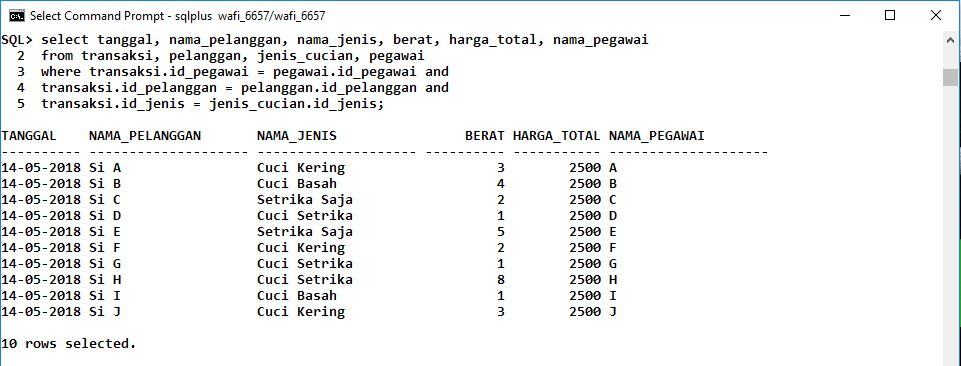 Select Command Prompt - sqlplus  wafi_6657/wafi_6657
SQL> select tanggal, nama_pelanggan, nama_jenis, berat, harga_total, nama_pegawai
  2  from transaksi, pelanggan, jenis_cucian, pegawai
  3  where transaksi.id_pegawai = pegawai.id_pegawai and
  4  transaksi.id_pelanggan = pelanggan.id_pelanggan and
  5  transaksi.id_jenis = jenis_cucian.id_jenis;
TANGGAL    NAMA_PELANGGAN       NAMA_JENIS                BERAT HARGA_TOTAL NAMA_PEGAWAI
---------- -------------------- -------------------- ---------- ----------- --------------------
14-05-2018 Si A                 Cuci Kering                   3        2500 A
14-05-2018 Si B                 Cuci Basah                    4        2500 B
14-05-2018 Si C                 Setrika Saja                  2        2500 C
14-05-2018 Si D                 Cuci Setrika                  1        2500 D
14-05-2018 Si E                 Setrika Saja                  5        2500 E
14-05-2018 Si F                 Cuci Kering                   2        2500 F
14-05-2018 Si G                 Cuci Setrika                  1        2500 G
14-05-2018 Si H                 Cuci Setrika                  8        2500 H
14-05-2018 Si I                 Cuci Basah                    1        2500 I
14-05-2018 Si J                 Cuci Kering                   3        2500 J
10 rows selected.